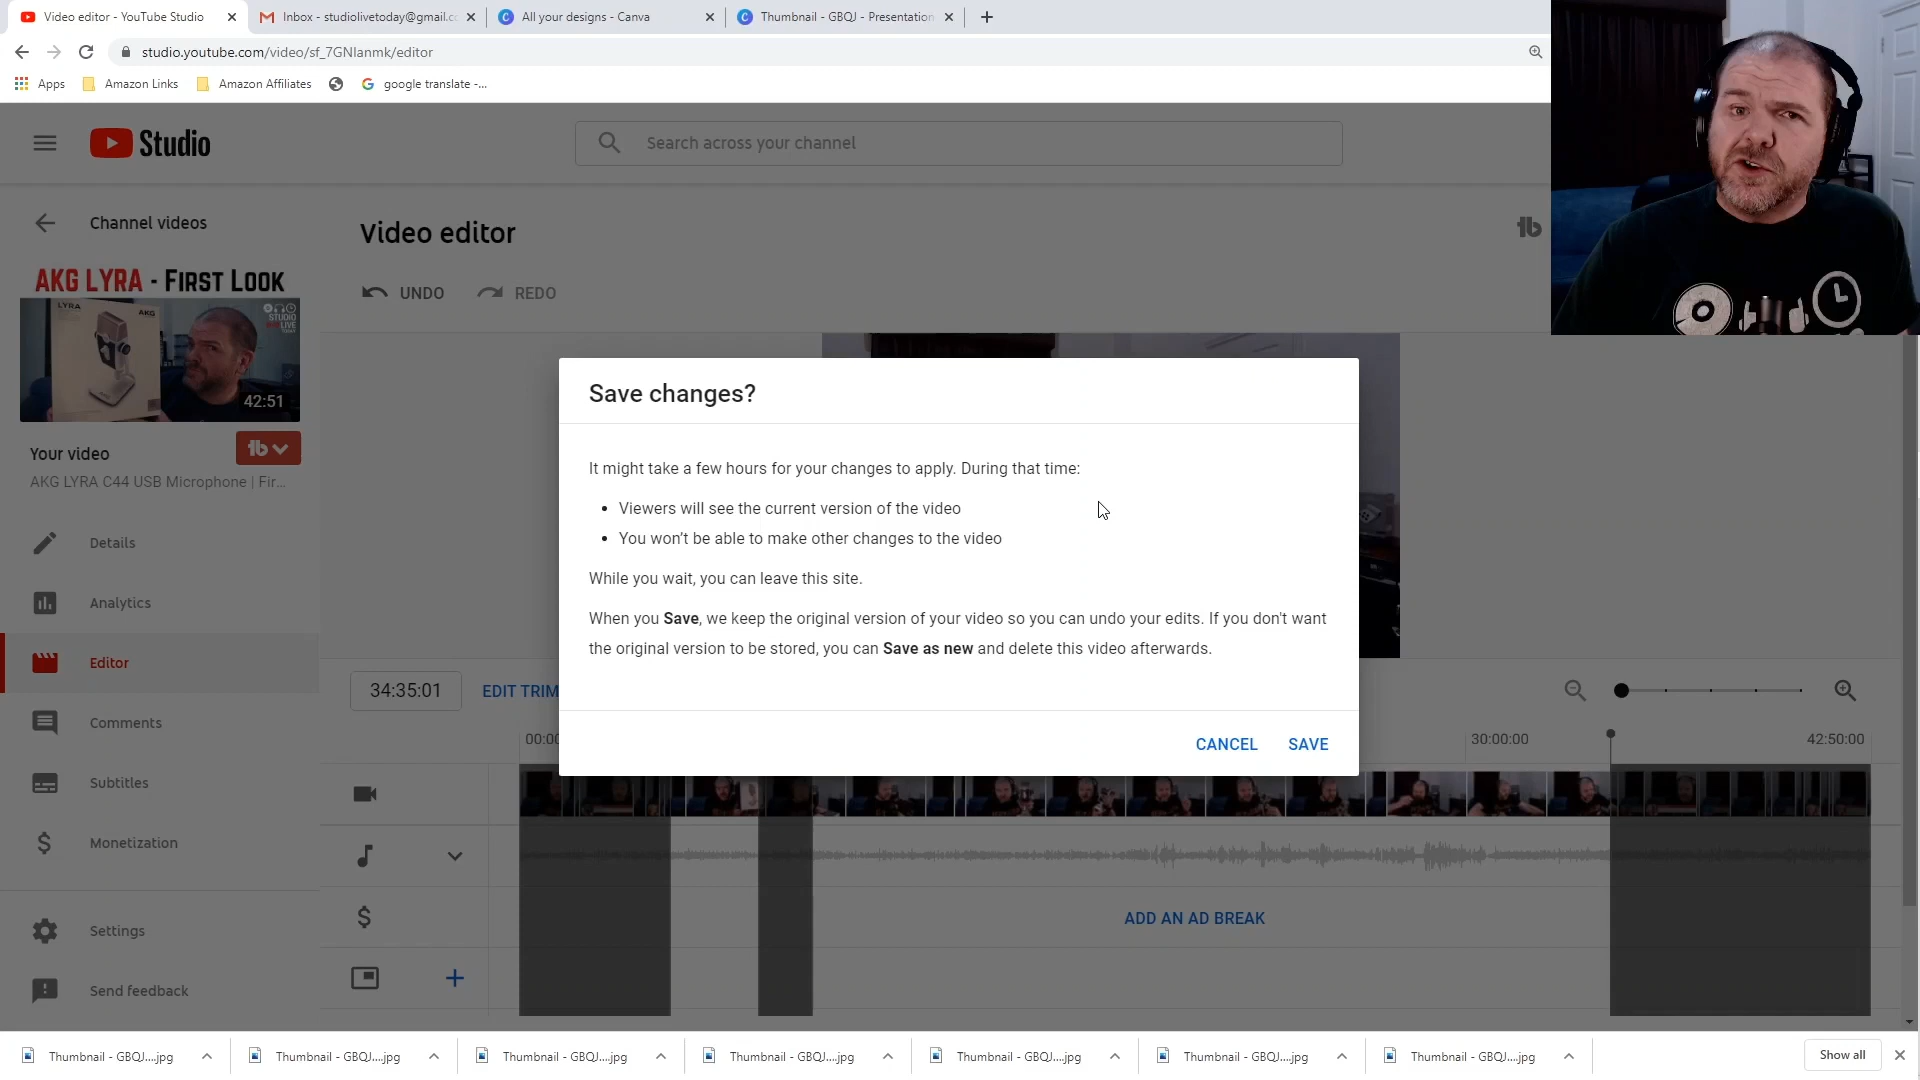 Video editor - YouTube Studio
Inbox - studiolivetoday@gmail.cc
All your designs - Canva
Thumbnail - GBQJ - Presentation
studio.youtube.com/video/sf_7GNIanmk/editor
Apps
Amazon Links
Amazon Affiliates
google translate -...
Studio
Search across your channel
Channel videos
Video editor
AKG LYRA - FIRST LOOK
UNDO
REDO
LYRA
AKG
STUDIO
LIVE
TODAY
42:51
Your video
AKG LYRA C44 USB Microphone | Fir...
Details
Analytics
Editor
Comments
Subtitles
Monetization
Settings
Send feedback
Save changes?
It might take a few hours for your changes to apply. During that time:
• Viewers will see the current version of the video
• You won't be able to make other changes to the video
While you wait, you can leave this site.
When you Save, we keep the original version of your video so you can undo your edits. If you don't want
the original version to be stored, you can Save as new and delete this video afterwards.
CANCEL
SAVE
34:35:01
EDIT TRIM
00:00
30:00:00
42:50:00
ADD AN AD BREAK
Thumbnail - GBQJ....jpg
Thumbnail - GBQJ....jpg
Thumbnail - GBQJ....jpg
Thumbnail - GBQJ....jpg
Thumbnail - GBQJ....jpg
Thumbnail - GBQJ....jpg
Thumbnail - GBQJ....jpg
Show all